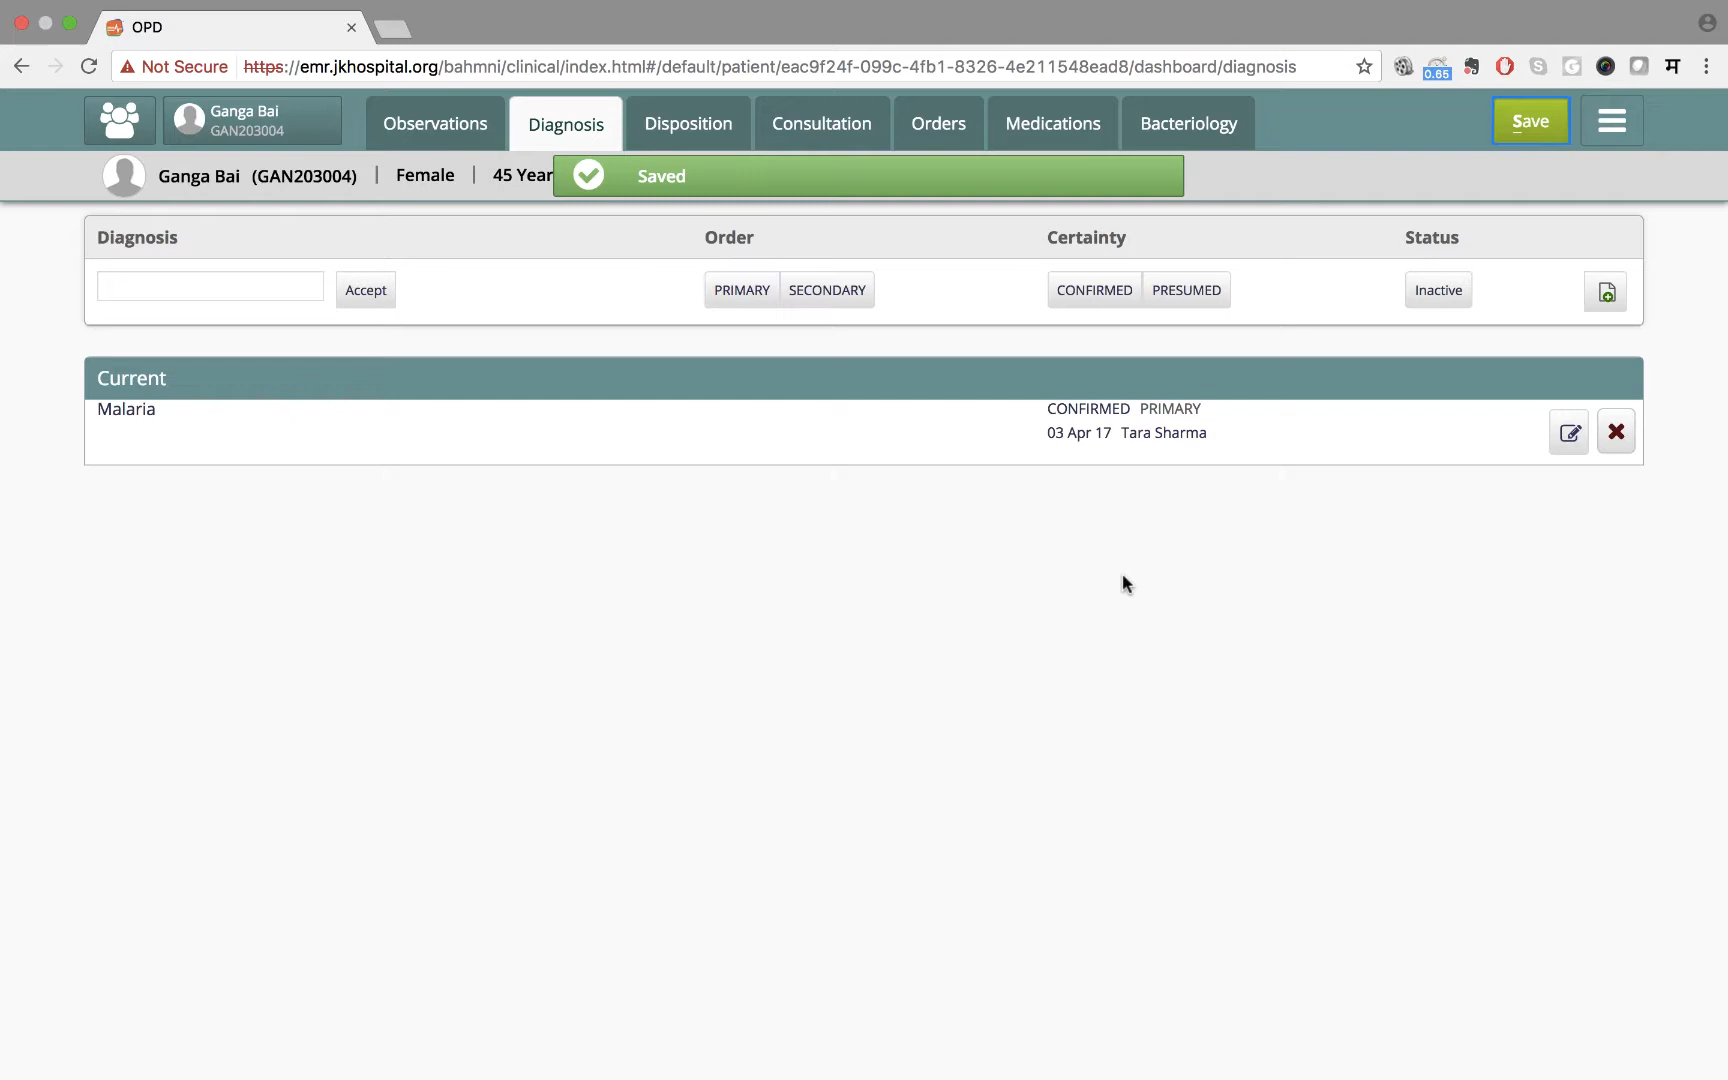 OPD
Not Secure https://emr.jkhospital.org/bahmni/clinical/index.html#/default/patient/eac9f24f-099c-4fb1-8326-4e211548ead8/dashboard/diagnosis
0.65
म
Ganga Bai
GAN203004
Observations Diagnosis Disposition Consultation Orders Medications Bacteriology Save
Ganga Bai (GAN203004) | Female | 45 Year
Saved
Diagnosis Order Certainty Status
Accept PRIMARY SECONDARY CONFIRMED PRESUMED Inactive
Current
Malaria CONFIRMED PRIMARY
03 Apr 17 Tara Sharma